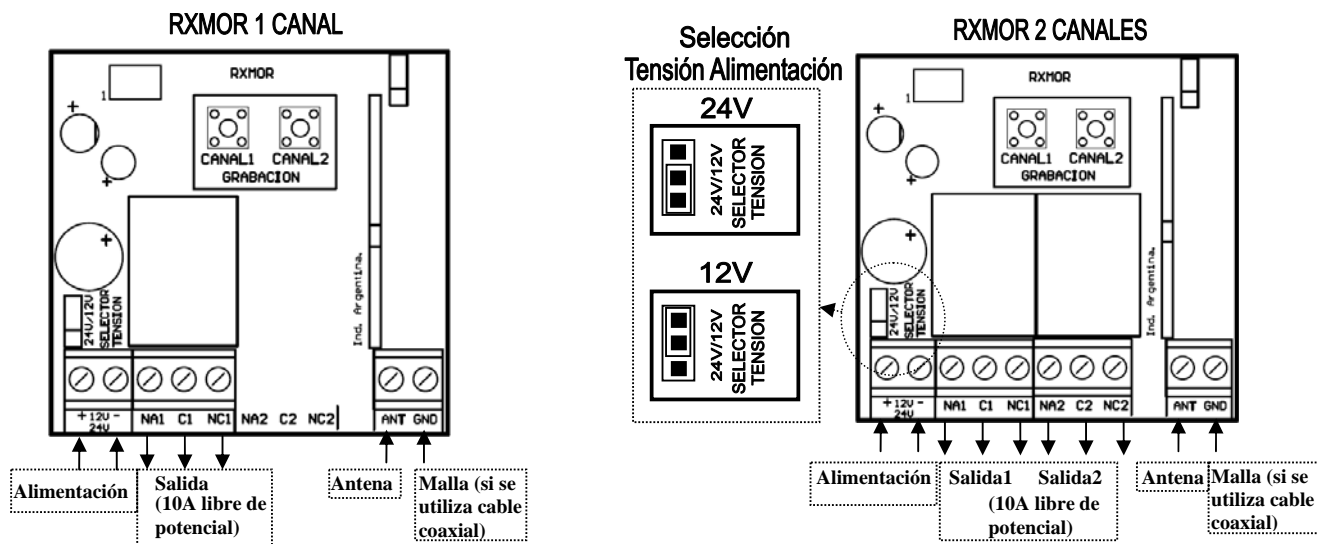 RXMOR 1 CANAL
RXMOR
1
+
+
CANAL1 CANAL2
GRABACION
+
24V/12V
SELECTOR
TENSION
Ind. Argentina.
+ 12V -
24V
NA1 C1 NC1 NA2 C2 NC2
ANT GND
Alimentación
Salida
(10A libre de
potencial)
Antena
Malla (si se
utiliza cable
coaxial)
Selección
Tensión Alimentación
24V
24V/12V
SELECTOR
TENSION
12V
24V/12V
SELECTOR
TENSION
RXMOR 2 CANALES
RXMOR
1
+
+
CANAL1 CANAL2
GRABACION
+
24V/12V
SELECTOR
TENSION
Ind. Argentina.
+ 12V -
24V
NA1 C1 NC1 NA2 C2 NC2
ANT GND
Alimentación
Salida1 Salida2
(10A libre de
potencial)
Antena
Malla (si se
utiliza cable
coaxial)